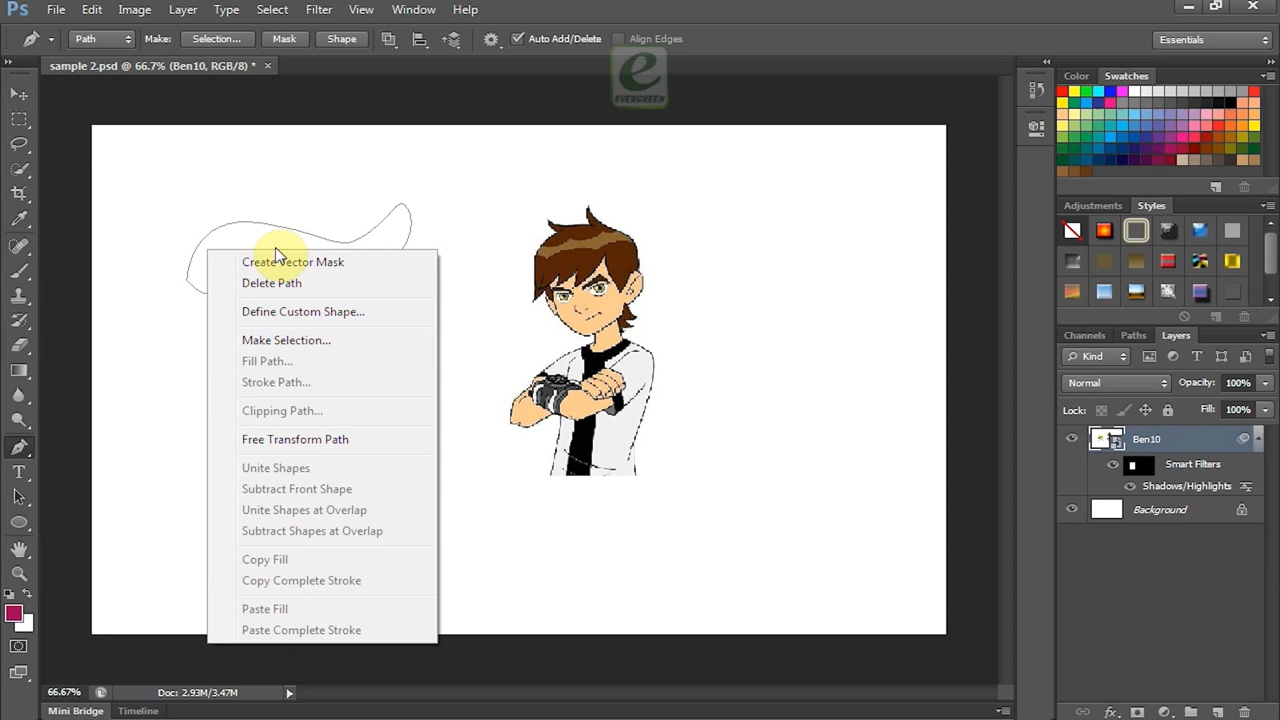 Ps File Edit Image Layer Type Select Filter View Window Help
Path Make: Selection... Mask Shape Auto Add/Delete Align Edges Essentials
sample 2.psd @ 66.7% (Ben10, RGB/8) * ×
e
EVERGREEN
Color Swatches
Adjustments Styles
Create Vector Mask
Delete Path
Define Custom Shape...
Make Selection...
Fill Path...
Stroke Path...
Clipping Path...
Free Transform Path
Unite Shapes
Subtract Front Shape
Unite Shapes at Overlap
Subtract Shapes at Overlap
Copy Fill
Copy Complete Stroke
Paste Fill
Paste Complete Stroke
Channels Paths Layers
Kind
Normal Opacity: 100%
Lock: Fill: 100%
Ben10
Smart Filters
Shadows/Highlights
Background
66.67% Doc: 2.93M/3.47M
Mini Bridge Timeline